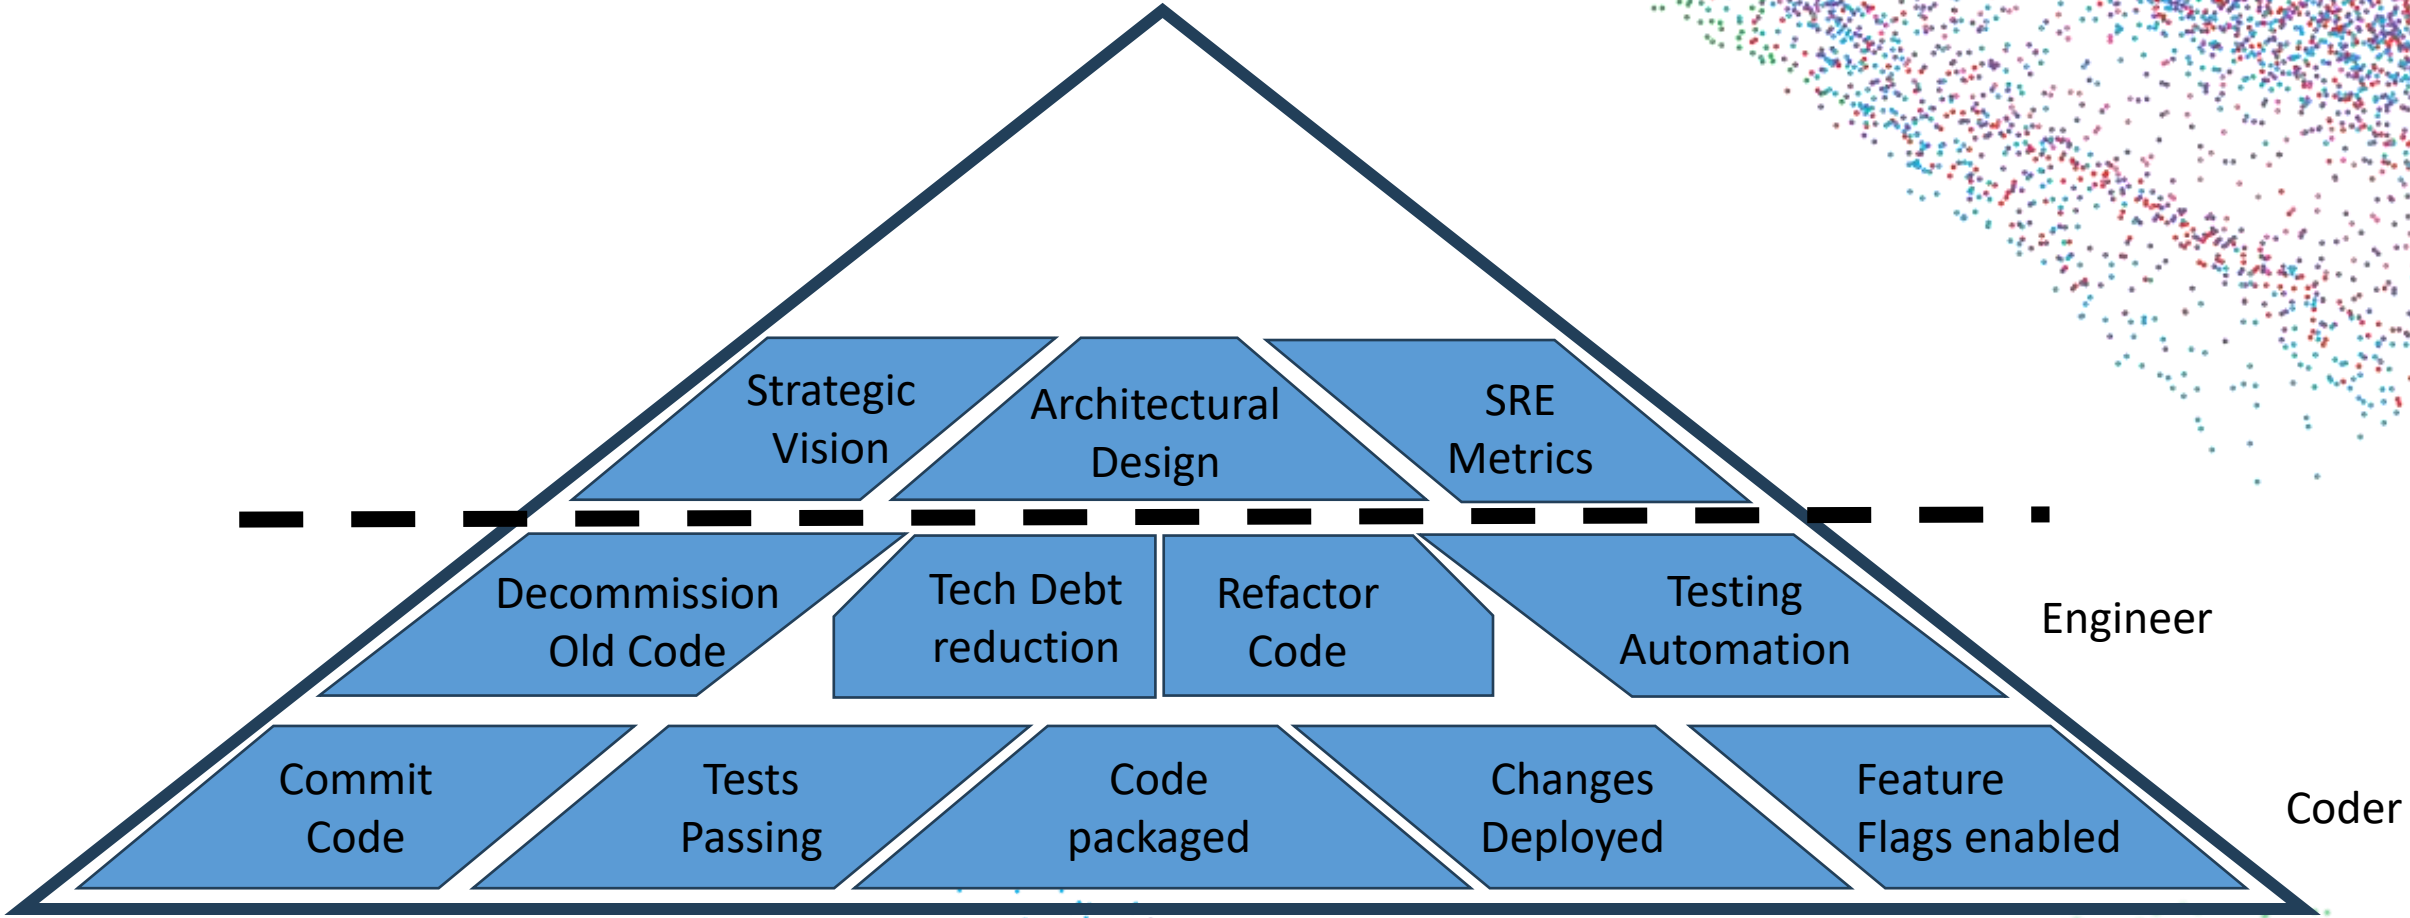 Strategic
Vision
Architectural
Design
SRE
Metrics
Decommission
Old Code
Tech Debt
reduction
Refactor
Code
Testing
Automation
Engineer
Commit
Code
Tests
Passing
Code
packaged
Changes
Deployed
Feature
Flags enabled
Coder